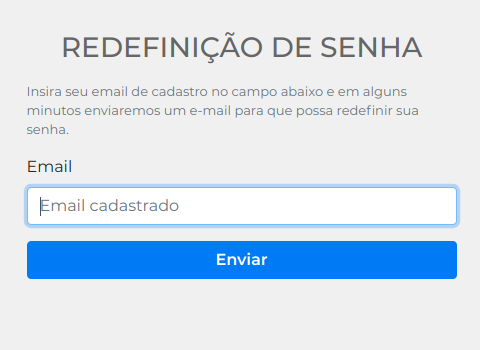 REDEFINIÇÃO DE SENHA
Insira seu email de cadastro no campo abaixo e em alguns
minutos enviaremos um e-mail para que possa redefinir sua
senha.
Email
Email cadastrado
Enviar